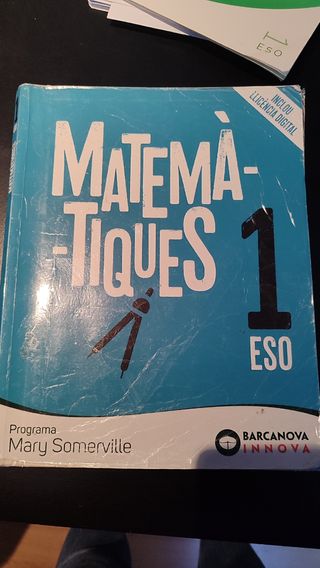 1
ESO
INCLOU
LLICÈNCIA DIGITAL
MATEMÀ-
-TIQUES
1
ESO
Programa
Mary Somerville
BARCANOVA
INNOVA